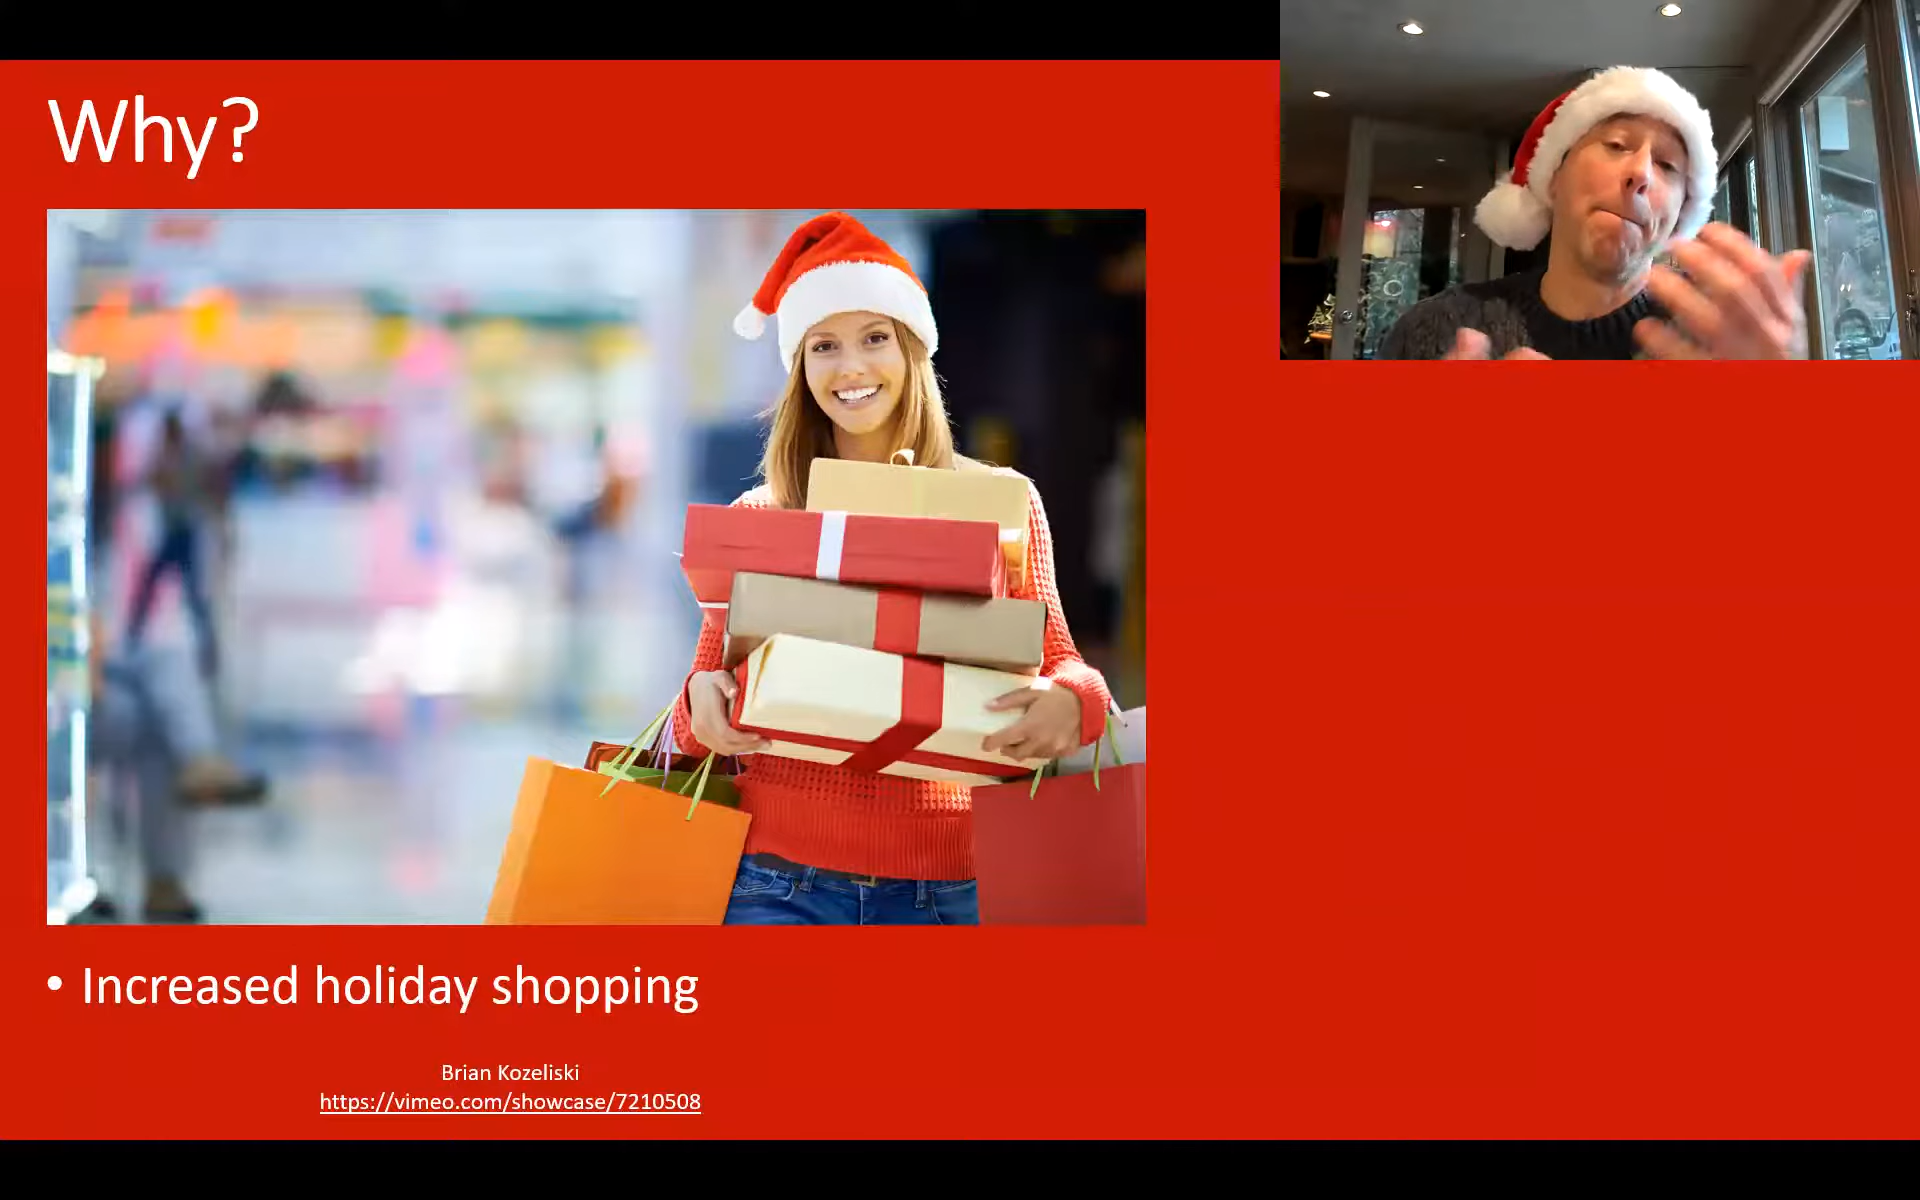 Why?
• Increased holiday shopping
Brian Kozeliski
https://vimeo.com/showcase/7210508